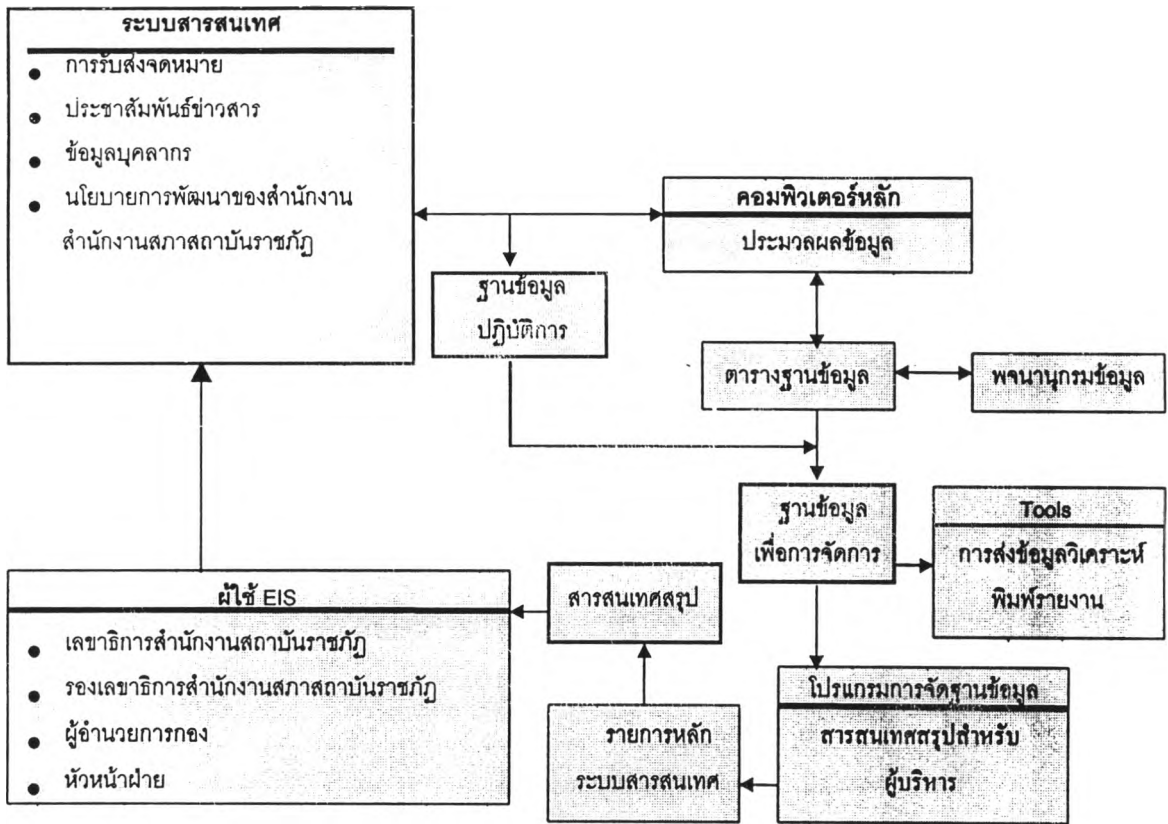 ระบบสารสนเทศ
การรับส่งจดหมาย
ประชาสัมพันธ์ข่าวสาร
ข้อมูลบุคลากร
นโยบายการพัฒนาของสำนักงาน
สำนักงานสภาสถาบันราชภัฏ
คอมพิวเตอร์หลัก
ประมวลผลข้อมูล
ฐานข้อมูล
ปฏิบัติการ
ตารางฐานข้อมูล
พจนานุกรมข้อมูล
ฐานข้อมูล
เพื่อการจัดการ
Tools
การส่งข้อมูลวิเคราะห์
พิมพ์รายงาน
ผู้ใช้ EIS
เลขาธิการสำนักงานสถาบันราชภัฏ
รองเลขาธิการสำนักงานสภาสถาบันราชภัฏ
ผู้อำนวยการกอง
หัวหน้าฝ่าย
สารสนเทศสรุป
รายการหลัก
ระบบสารสนเทศ
โปรแกรมการจัดฐานข้อมูล
สารสนเทศสรุปสำหรับ
ผู้บริหาร